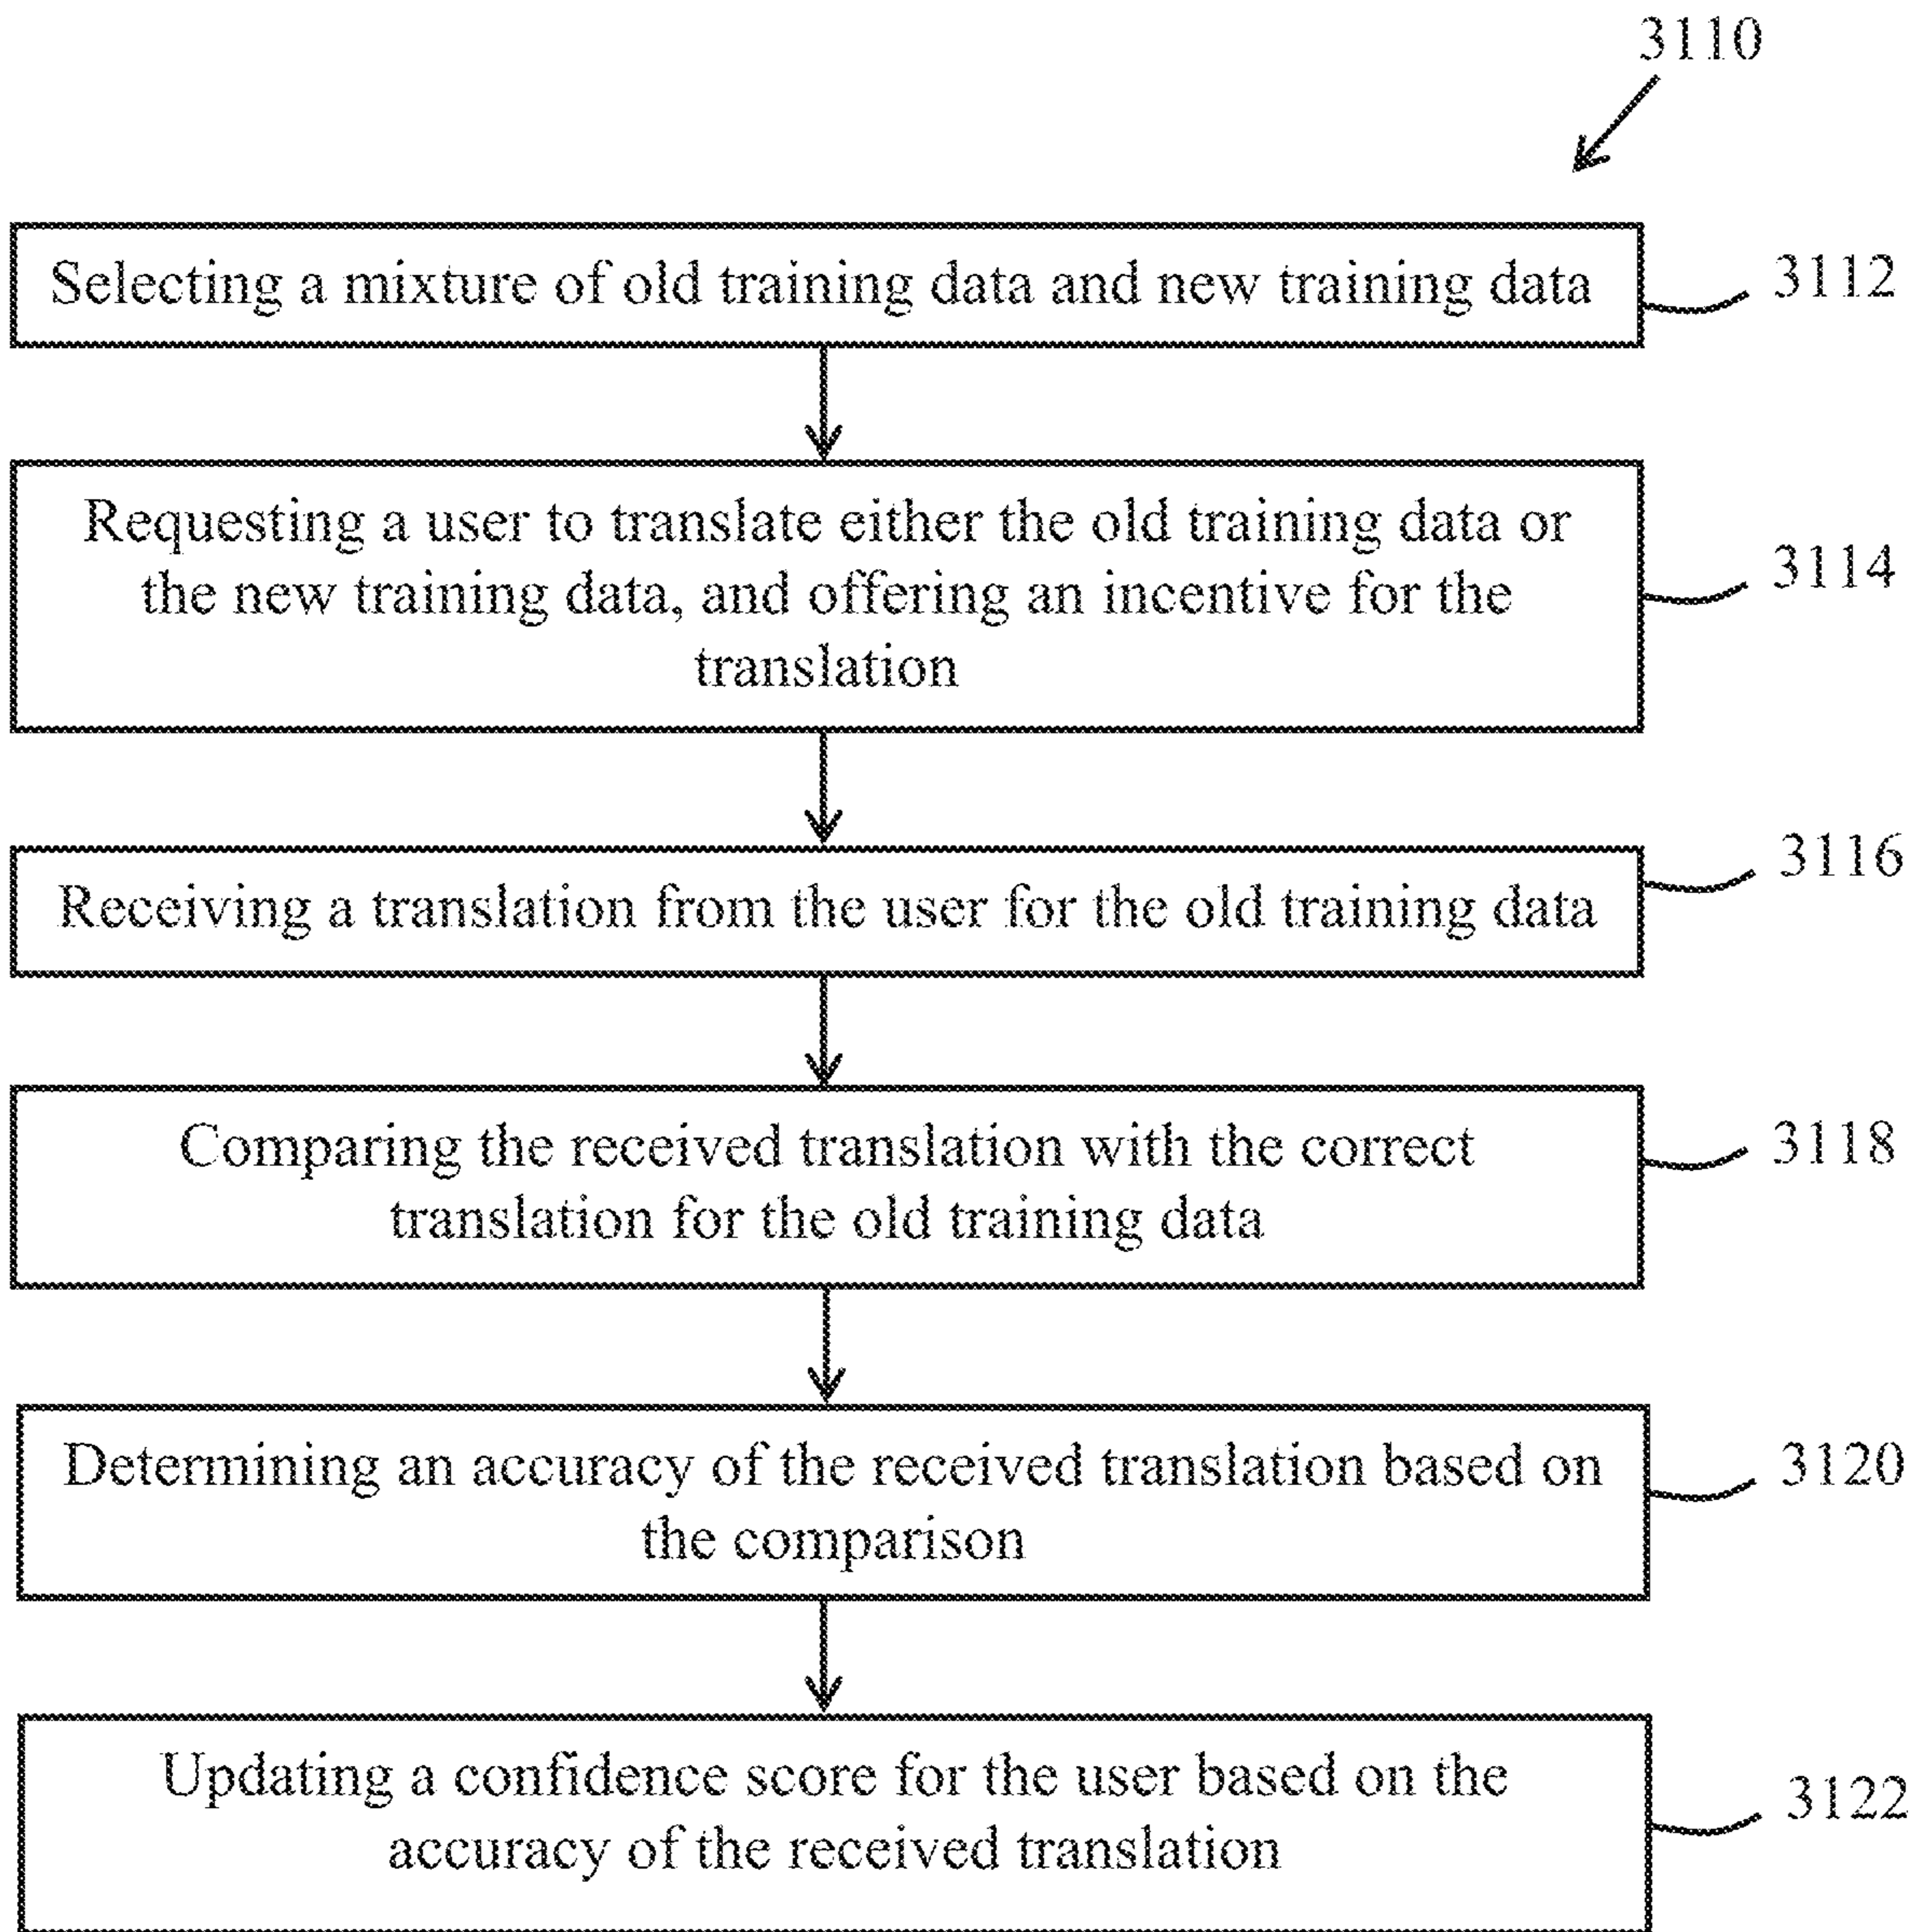 3110
Selecting a mixture of old training data and new training data
3112
Requesting a user to translate either the old training data or
the new training data, and offering an incentive for the
translation
3114
Receiving a translation from the user for the old training data
3116
Comparing the received translation with the correct
translation for the old training data
3118
Determining an accuracy of the received translation based on
the comparison
3120
Updating a confidence score for the user based on the
accuracy of the received translation
3122